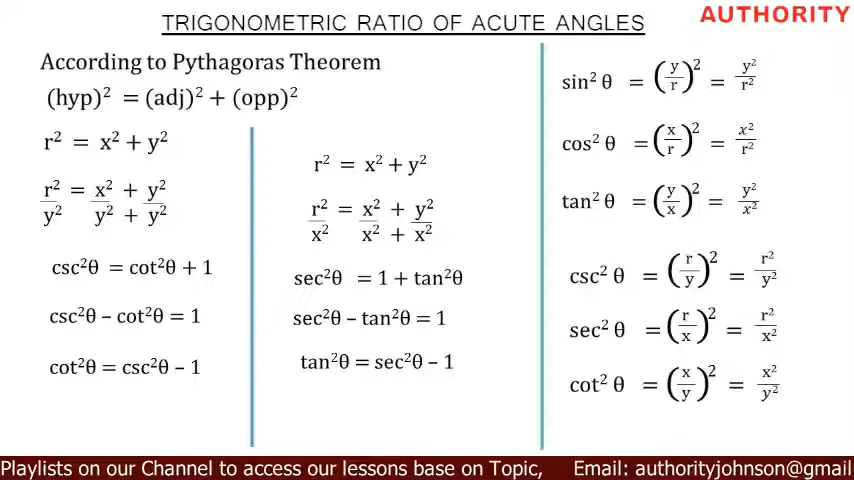 AUTHORITY
TRIGONOMETRIC RATIO OF ACUTE ANGLES
According to Pythagoras Theorem
(hyp)² = (adj)² + (opp)²
r² = x² + y²
r²/y² = x²/y² + y²/y²
csc²θ = cot²θ + 1
csc²θ – cot²θ = 1
cot²θ = csc²θ – 1
r² = x² + y²
r²/x² = x²/x² + y²/x²
sec²θ = 1 + tan²θ
sec²θ – tan²θ = 1
tan²θ = sec²θ – 1
sin² θ = (y/r)² = y²/r²
cos² θ = (x/r)² = x²/r²
tan² θ = (y/x)² = y²/x²
csc² θ = (r/y)² = r²/y²
sec² θ = (r/x)² = r²/x²
cot² θ = (x/y)² = x²/y²
Playlists on our Channel to access our lessons base on Topic, Email: authorityjohnson@gmail